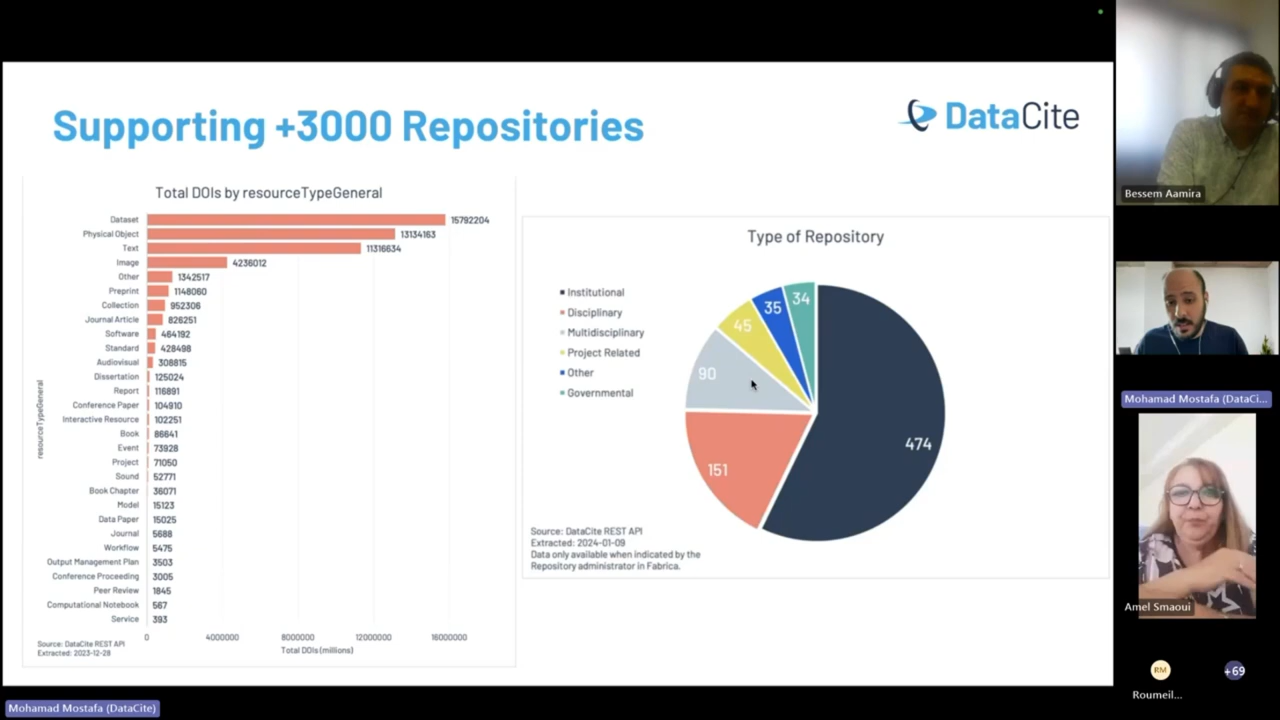 Supporting +3000 Repositories
DataCite
Total DOIs by resourceTypeGeneral
resourceTypeGeneral
Dataset 15792204
Physical Object 13134163
Text 11316634
Image 4236012
Other 1342517
Preprint 1148060
Collection 952306
Journal Article 826251
Software 464192
Standard 428498
Audiovisual 308815
Dissertation 125024
Report 116891
Conference Paper 104910
Interactive Resource 102251
Book 86641
Event 73928
Project 71050
Sound 52771
Book Chapter 36071
Model 15123
Data Paper 15025
Journal 5688
Workflow 5475
Output Management Plan 3503
Conference Proceeding 3005
Peer Review 1845
Computational Notebook 567
Service 393
0 4000000 8000000 12000000 16000000
Total DOIs (millions)
Source: DataCite REST API
Extracted: 2023-12-28
Type of Repository
Institutional
Disciplinary
Multidisciplinary
Project Related
Other
Governmental
474
151
90
45
35
34
Source: DataCite REST API
Extracted: 2024-01-09
Data only available when indicated by the
Repository administrator in Fabrica.
Bessem Aamira
Mohamad Mostafa (DataCi...
Amel Smaoui
RM
+69
Roumeil...
Mohamad Mostafa (DataCite)